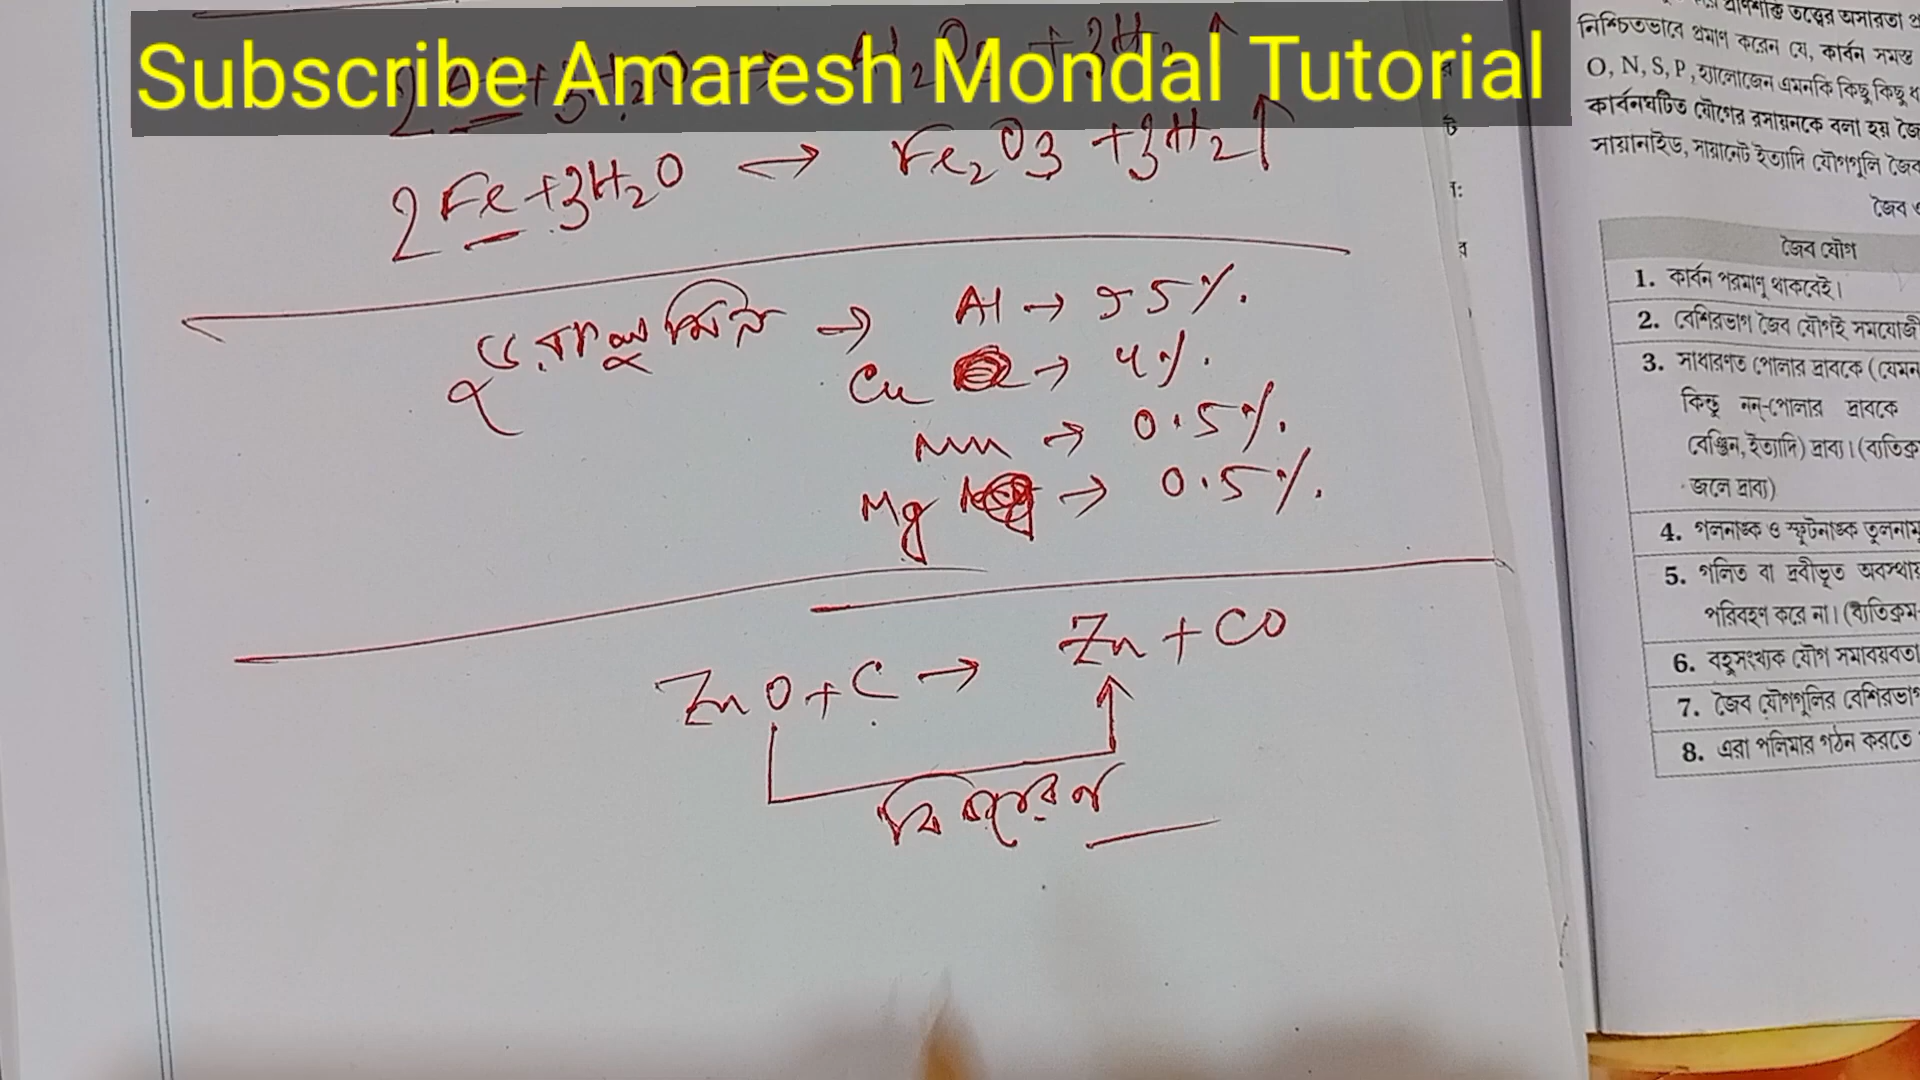 Subscribe Amaresh Mondal Tutorial
2Fe+3H₂O → Fe₂O₃ +3H₂↑
ডুরালুমিন → Al → 95%.
Cu → 4%.
Mn → 0.5%.
Mg → 0.5%.
ZnO+C → Zn + CO
বিজারন
নিশ্চিতভাবে প্রমাণ করেন যে, কার্বন সমস্ত
O, N, S, P, হ্যালোজেন এমনকি কিছু কিছু ধ
কার্বনঘটিত যৌগের রসায়নকে বলা হয় জৈ
সায়ানাইড, সায়ানেট ইত্যাদি যৌগগুলি জৈব
জৈব
জৈব যৌগ
1. কার্বন পরমাণু থাকবেই।
2. বেশিরভাগ জৈব যৌগই সমযোজী
3. সাধারণত পোলার দ্রাবকে (যেমন
কিন্তু নন্-পোলার দ্রাবকে
(বেঞ্জিন, ইত্যাদি) দ্রাব্য। (ব্যতিক্র
জলে দ্রাব্য)
4. গলনাঙ্ক ও স্ফুটনাঙ্ক তুলনামূ
5. গলিত বা দ্রবীভূত অবস্থায়
পরিবহণ করে না। (ব্যতিক্রম-
6. বহুসংখ্যক যৌগ সমাবয়বতা
7. জৈব যৌগগুলির বেশিরভাগ
8. এরা পলিমার গঠন করতে